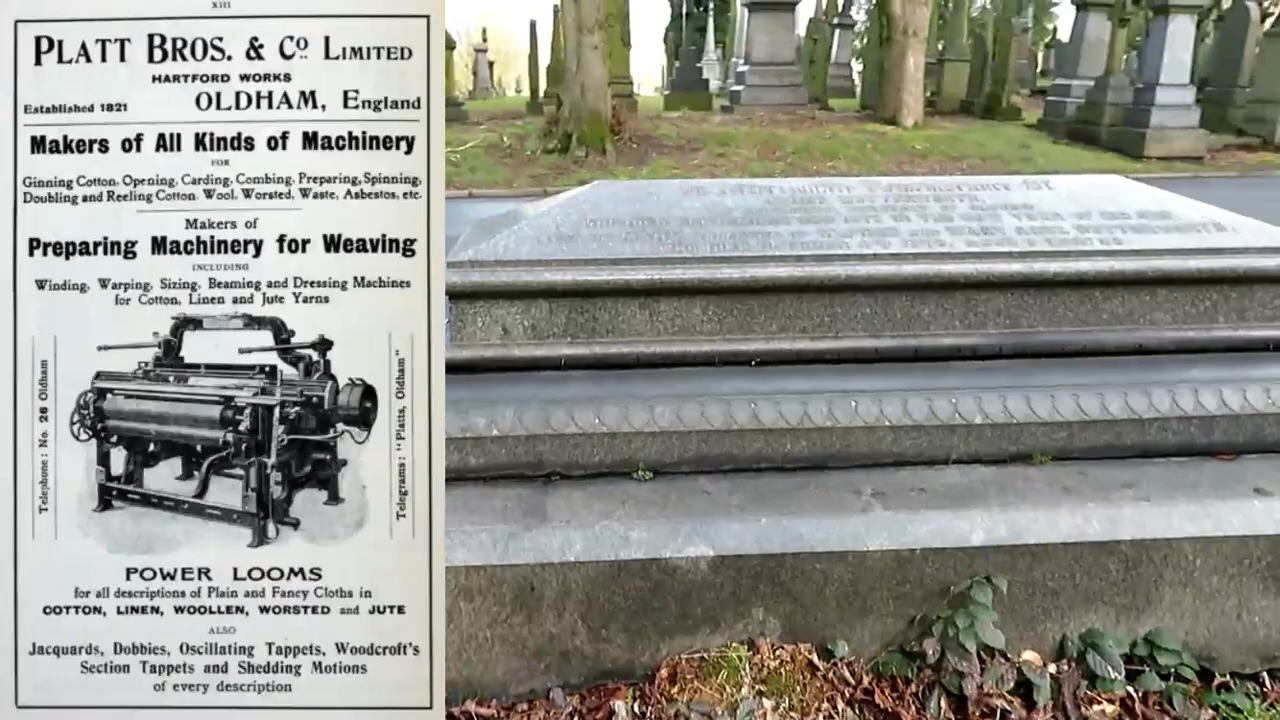 xiii
PLATT BROS. & Co. LIMITED
HARTFORD WORKS
Established 1821 OLDHAM, England
Makers of All Kinds of Machinery
FOR
Ginning Cotton, Opening, Carding, Combing, Preparing, Spinning,
Doubling and Reeling Cotton, Wool, Worsted, Waste, Asbestos, etc.
Makers of
Preparing Machinery for Weaving
INCLUDING
Winding, Warping, Sizing, Beaming and Dressing Machines
for Cotton, Linen and Jute Yarns
Telephone: No. 26 Oldham
Telegrams: "Platts, Oldham"
POWER LOOMS
for all descriptions of Plain and Fancy Cloths in
COTTON, LINEN, WOOLLEN, WORSTED and JUTE
ALSO
Jacquards, Dobbies, Oscillating Tappets, Woodcroft's
Section Tappets and Shedding Motions
of every description